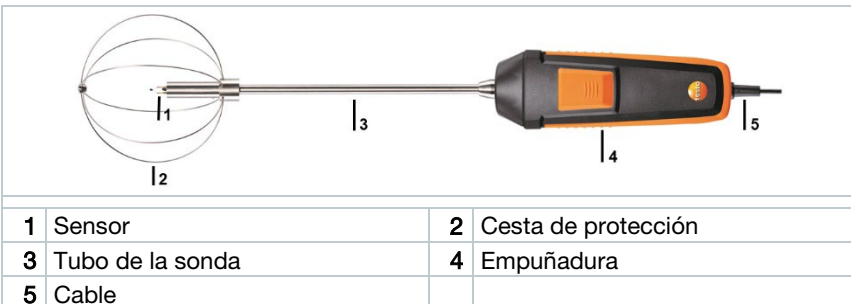 1
2
3
4
5
testo
1 Sensor 2 Cesta de protección
3 Tubo de la sonda 4 Empuñadura
5 Cable